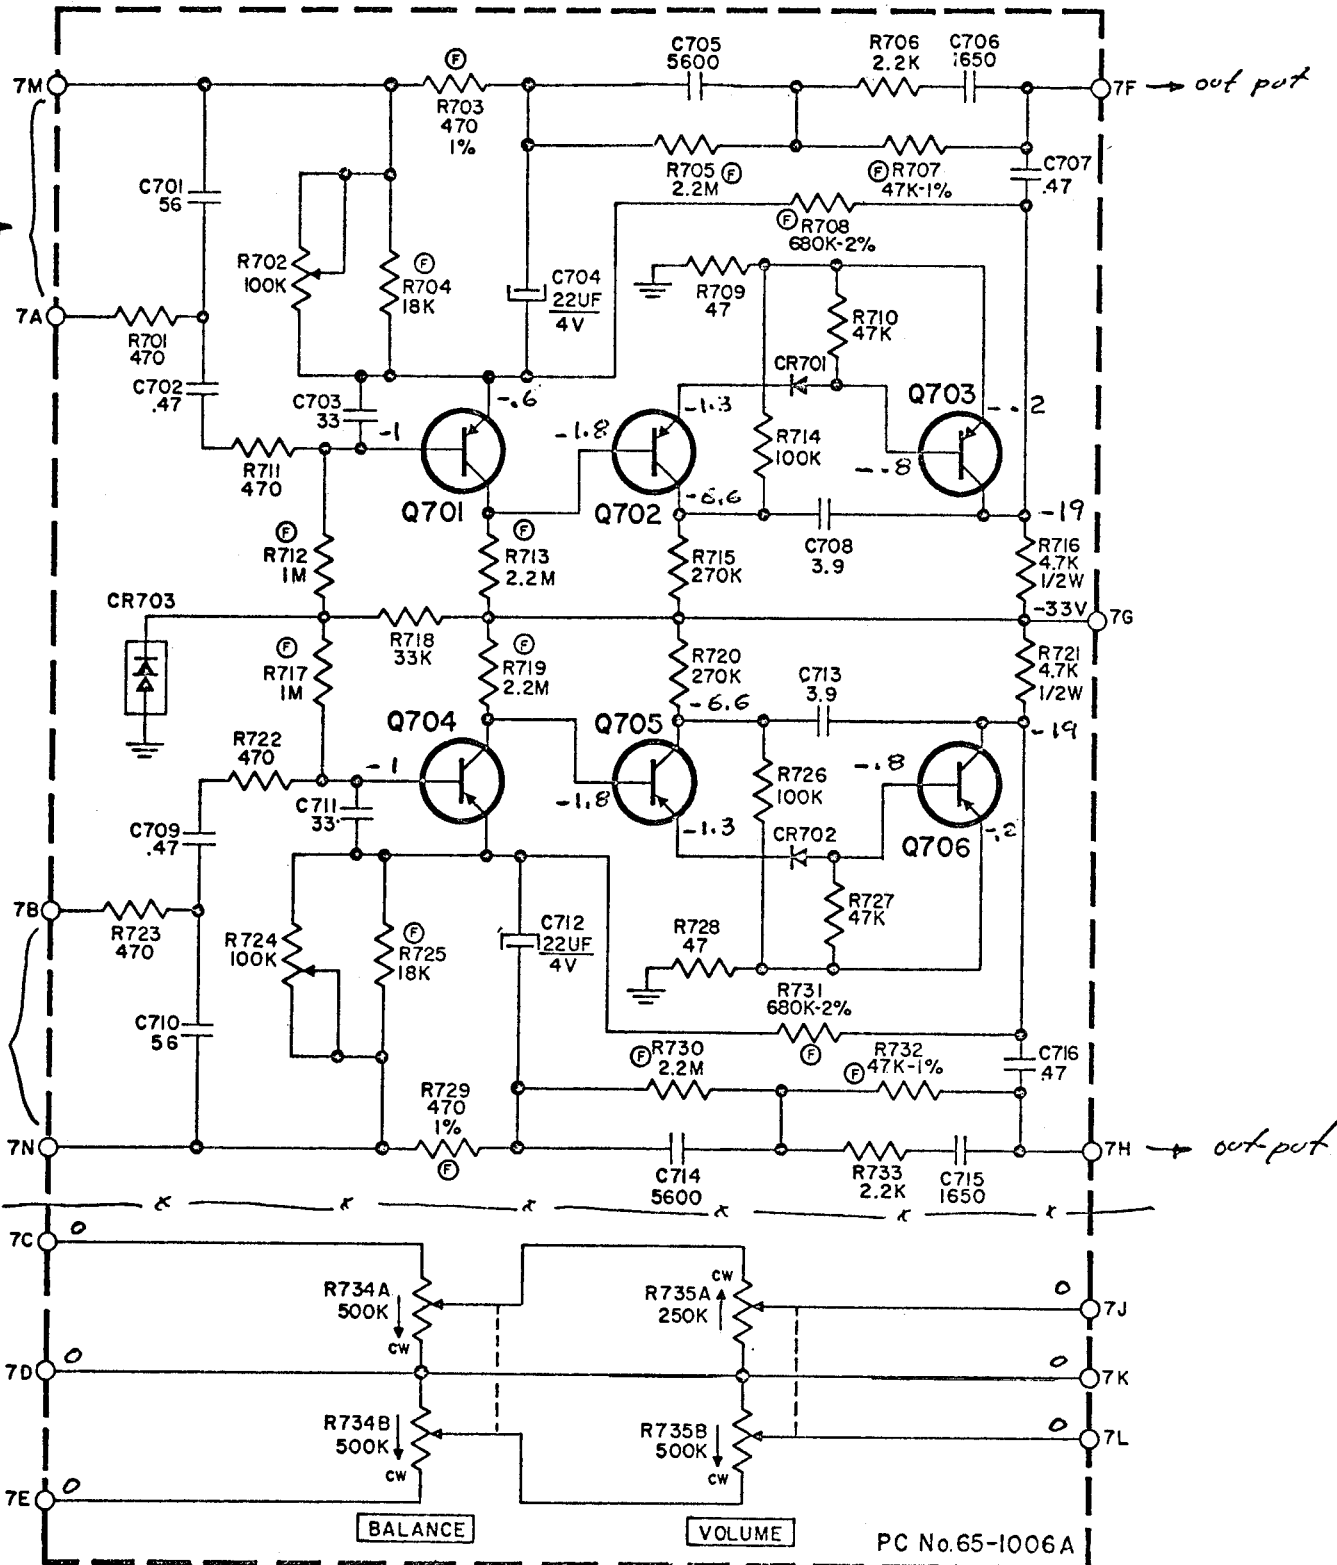 7M
Ⓕ
R703
470
1%
C705
5600
R706
2.2K
C706
1650
7F → out put
C701
56
R705 Ⓕ
2.2M
Ⓕ R707
47K-1%
C707
.47
R702
100K
Ⓕ
R704
18K
C704
22UF
4V
Ⓕ R708
680K-2%
R709
47
R710
47K
7A
R701
470
C702
.47
C703
33
-.6
CR701
-1.3
Q703
-.2
-1
-1.8
R714
100K
-.8
R711
470
Q701
Q702
-6.6
C708
3.9
-19
Ⓕ
R712
1M
Ⓕ
R713
2.2M
R715
270K
R716
4.7K
1/2W
-33V
7G
CR703
R718
33K
Ⓕ
R717
1M
Ⓕ
R719
2.2M
R720
270K
C713
3.9
R721
4.7K
1/2W
-6.6
Q704
Q705
-19
R722
470
-1
C711
33
-1.8
R726
100K
-.8
-1.3
CR702
Q706
-.2
C709
.47
7B
R723
470
R724
100K
Ⓕ
R725
18K
C712
22UF
4V
R728
47
R727
47K
R731
680K-2%
Ⓕ
C710
56
Ⓕ R730
2.2M
R732
Ⓕ 47K-1%
C716
.47
R729
470
1%
Ⓕ
7N
C714
5600
R733
2.2K
C715
1650
7H → out put
x x x x x x
7C 0
R734A
500K
CW
CW
R735A
250K
0 7J
7D 0
0 7K
R734B
500K
CW
R735B
500K
CW
0 7L
7E 0
BALANCE
VOLUME
PC No.65-1006A